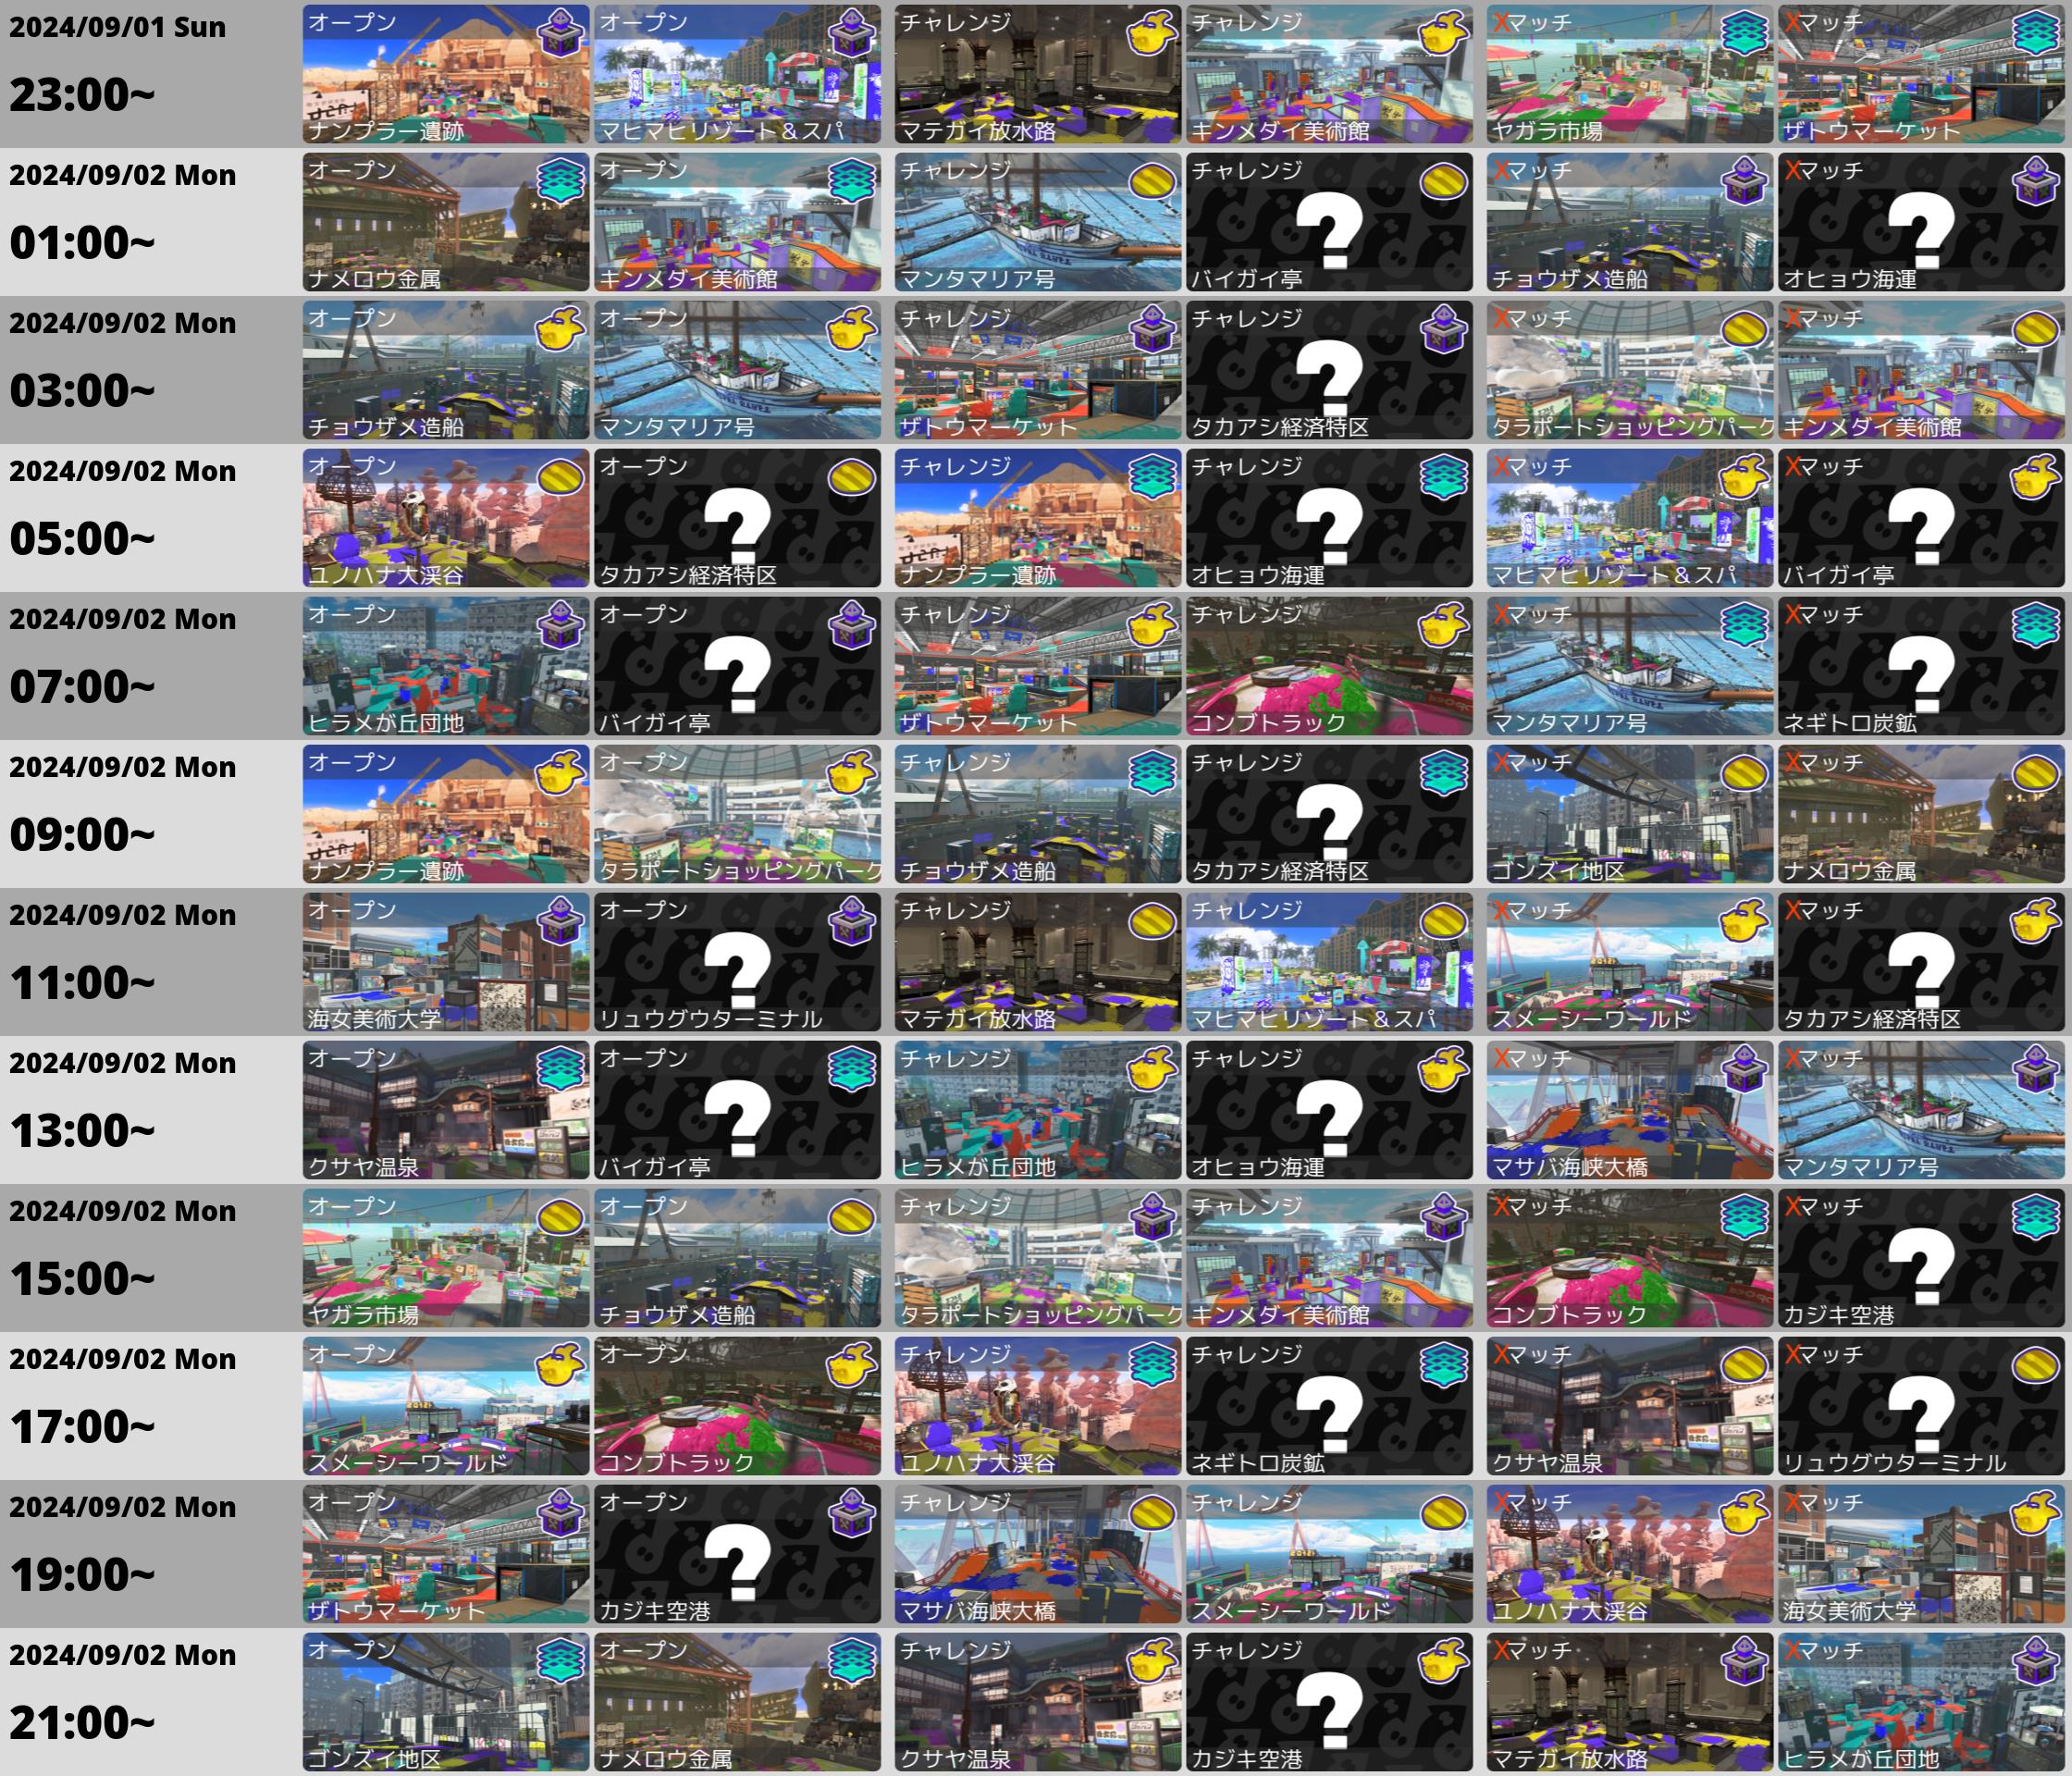 2024/09/01 Sun
23:00~
オープン
ナンプラー遺跡
オープン
マヒマヒリゾート&スパ
チャレンジ
マテガイ放水路
チャレンジ
キンメダイ美術館
Xマッチ
ヤガラ市場
Xマッチ
ザトウマーケット
2024/09/02 Mon
01:00~
オープン
ナメロウ金属
オープン
キンメダイ美術館
チャレンジ
マンタマリア号
チャレンジ
バイガイ亭
Xマッチ
チョウザメ造船
Xマッチ
オヒョウ海運
2024/09/02 Mon
03:00~
オープン
チョウザメ造船
オープン
マンタマリア号
チャレンジ
ザトウマーケット
チャレンジ
タカアシ経済特区
Xマッチ
タラポートショッピングパーク
Xマッチ
キンメダイ美術館
2024/09/02 Mon
05:00~
オープン
ユノハナ大渓谷
オープン
タカアシ経済特区
チャレンジ
ナンプラー遺跡
チャレンジ
オヒョウ海運
Xマッチ
マヒマヒリゾート&スパ
Xマッチ
バイガイ亭
2024/09/02 Mon
07:00~
オープン
ヒラメが丘団地
オープン
バイガイ亭
チャレンジ
ザトウマーケット
チャレンジ
コンブトラック
Xマッチ
マンタマリア号
Xマッチ
ネギトロ炭鉱
2024/09/02 Mon
09:00~
オープン
ナンプラー遺跡
オープン
タラポートショッピングパーク
チャレンジ
チョウザメ造船
チャレンジ
タカアシ経済特区
Xマッチ
ゴンズイ地区
Xマッチ
ナメロウ金属
2024/09/02 Mon
11:00~
オープン
海女美術大学
オープン
リュウグウターミナル
チャレンジ
マテガイ放水路
チャレンジ
マヒマヒリゾート&スパ
Xマッチ
スメーシーワールド
Xマッチ
タカアシ経済特区
2024/09/02 Mon
13:00~
オープン
クサヤ温泉
オープン
バイガイ亭
チャレンジ
ヒラメが丘団地
チャレンジ
オヒョウ海運
Xマッチ
マサバ海峡大橋
Xマッチ
マンタマリア号
2024/09/02 Mon
15:00~
オープン
ヤガラ市場
オープン
チョウザメ造船
チャレンジ
タラポートショッピングパーク
チャレンジ
キンメダイ美術館
Xマッチ
コンブトラック
Xマッチ
カジキ空港
2024/09/02 Mon
17:00~
オープン
スメーシーワールド
オープン
コンブトラック
チャレンジ
ユノハナ大渓谷
チャレンジ
ネギトロ炭鉱
Xマッチ
クサヤ温泉
Xマッチ
リュウグウターミナル
2024/09/02 Mon
19:00~
オープン
ザトウマーケット
オープン
カジキ空港
チャレンジ
マサバ海峡大橋
チャレンジ
スメーシーワールド
Xマッチ
ユノハナ大渓谷
Xマッチ
海女美術大学
2024/09/02 Mon
21:00~
オープン
ゴンズイ地区
オープン
ナメロウ金属
チャレンジ
クサヤ温泉
チャレンジ
カジキ空港
Xマッチ
マテガイ放水路
Xマッチ
ヒラメが丘団地